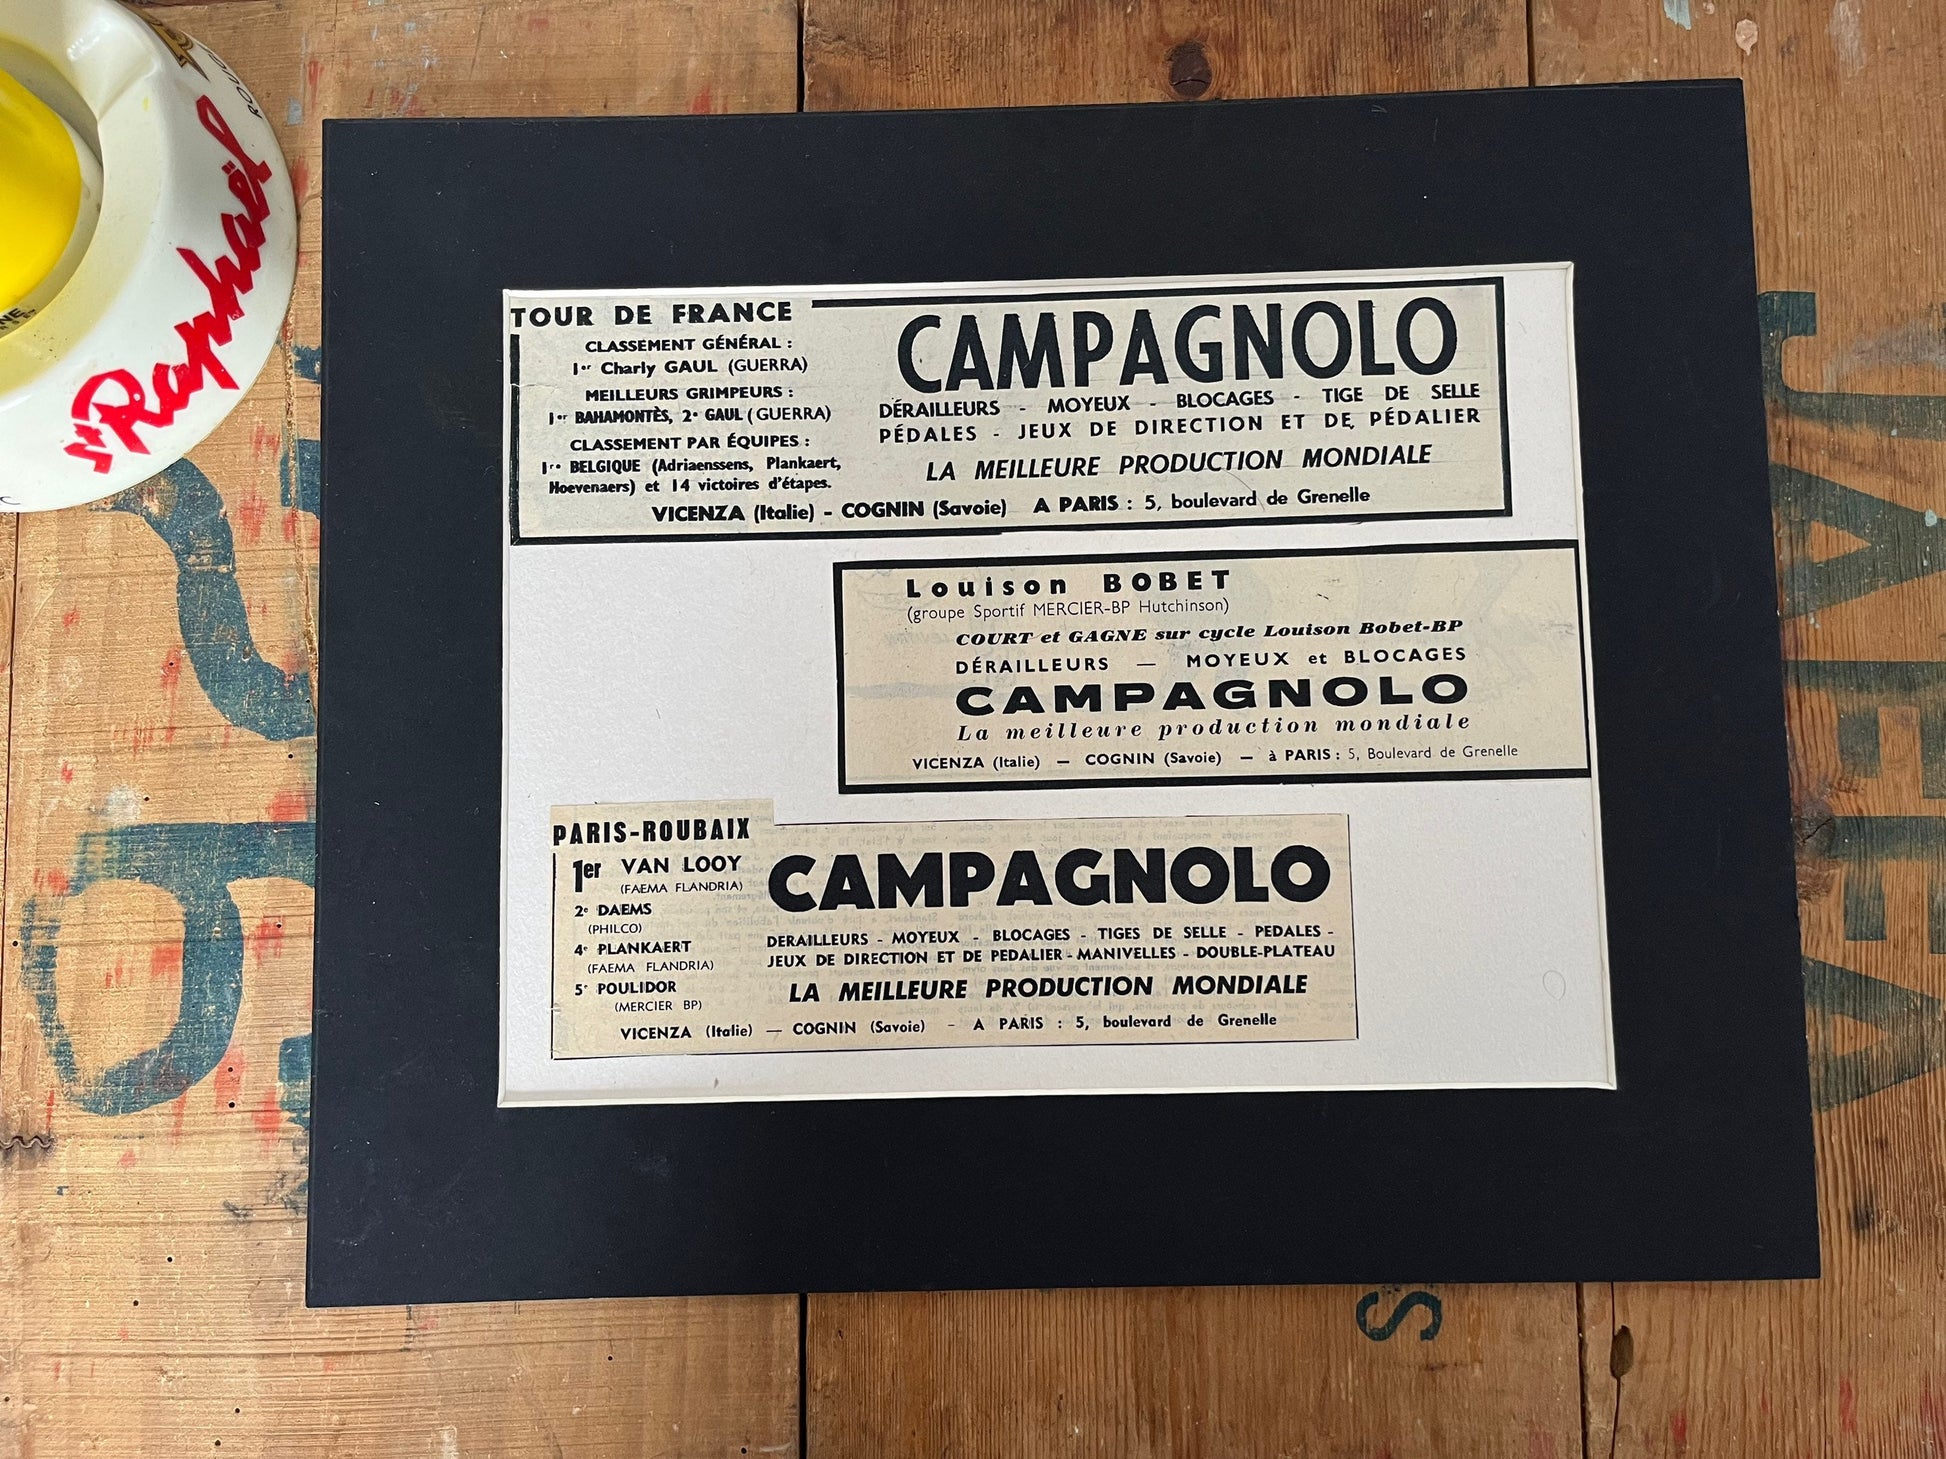 St Raphaël
TOUR DE FRANCE
CLASSEMENT GÉNÉRAL :
1er Charly GAUL (GUERRA)
MEILLEURS GRIMPEURS :
1er BAHAMONTÈS, 2e GAUL (GUERRA)
CLASSEMENT PAR ÉQUIPES :
1re BELGIQUE (Adriaenssens, Plankaert,
Hoevenaers) et 14 victoires d'étapes.
CAMPAGNOLO
DÉRAILLEURS - MOYEUX - BLOCAGES - TIGE DE SELLE
PÉDALES - JEUX DE DIRECTION ET DE PÉDALIER
LA MEILLEURE PRODUCTION MONDIALE
VICENZA (Italie) - COGNIN (Savoie) A PARIS : 5, boulevard de Grenelle
Louison BOBET
(groupe Sportif MERCIER-BP Hutchinson)
COURT et GAGNE sur cycle Louison Bobet-BP
DÉRAILLEURS — MOYEUX et BLOCAGES
CAMPAGNOLO
La meilleure production mondiale
VICENZA (Italie) — COGNIN (Savoie) — à PARIS : 5, Boulevard de Grenelle
PARIS-ROUBAIX
1er VAN LOOY
(FAEMA FLANDRIA)
2e DAEMS
(PHILCO)
4e PLANKAERT
(FAEMA FLANDRIA)
5e POULIDOR
(MERCIER BP)
CAMPAGNOLO
DERAILLEURS - MOYEUX - BLOCAGES - TIGES DE SELLE - PEDALES -
JEUX DE DIRECTION ET DE PEDALIER - MANIVELLES - DOUBLE-PLATEAU
LA MEILLEURE PRODUCTION MONDIALE
VICENZA (Italie) — COGNIN (Savoie) - A PARIS : 5, boulevard de Grenelle
S